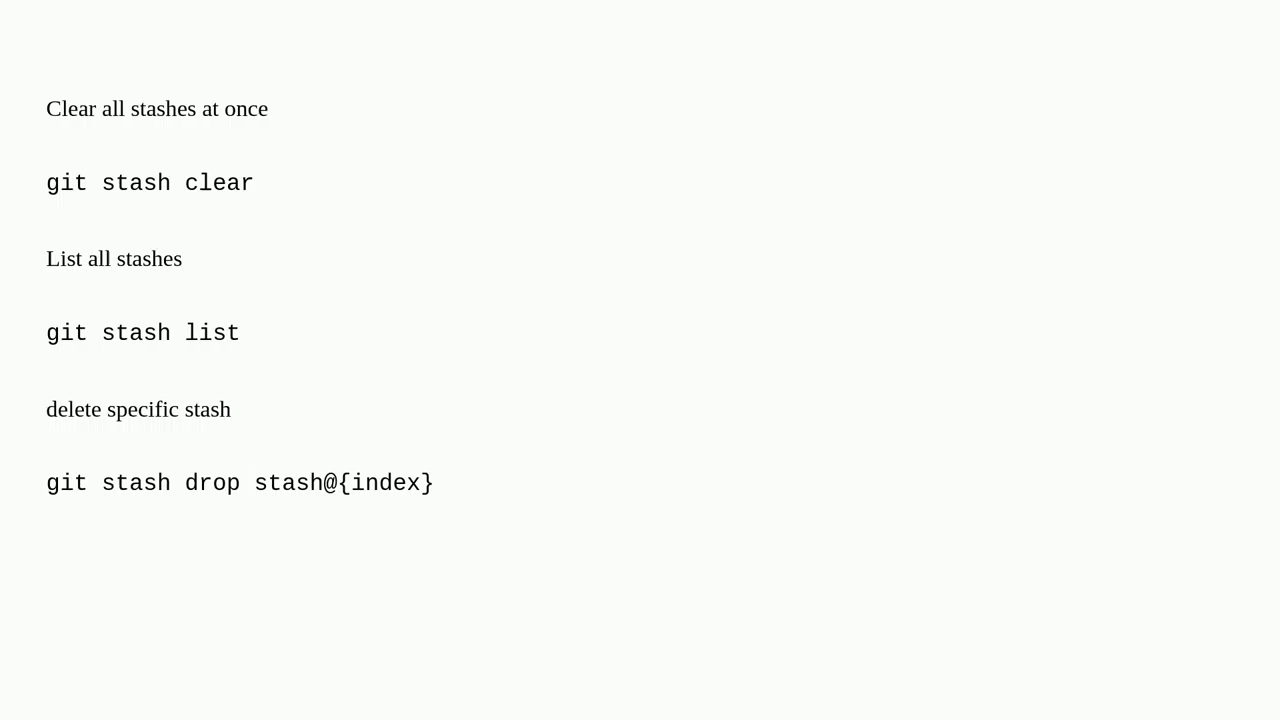 Clear all stashes at once
git stash clear
List all stashes
git stash list
delete specific stash
git stash drop stash@{index}